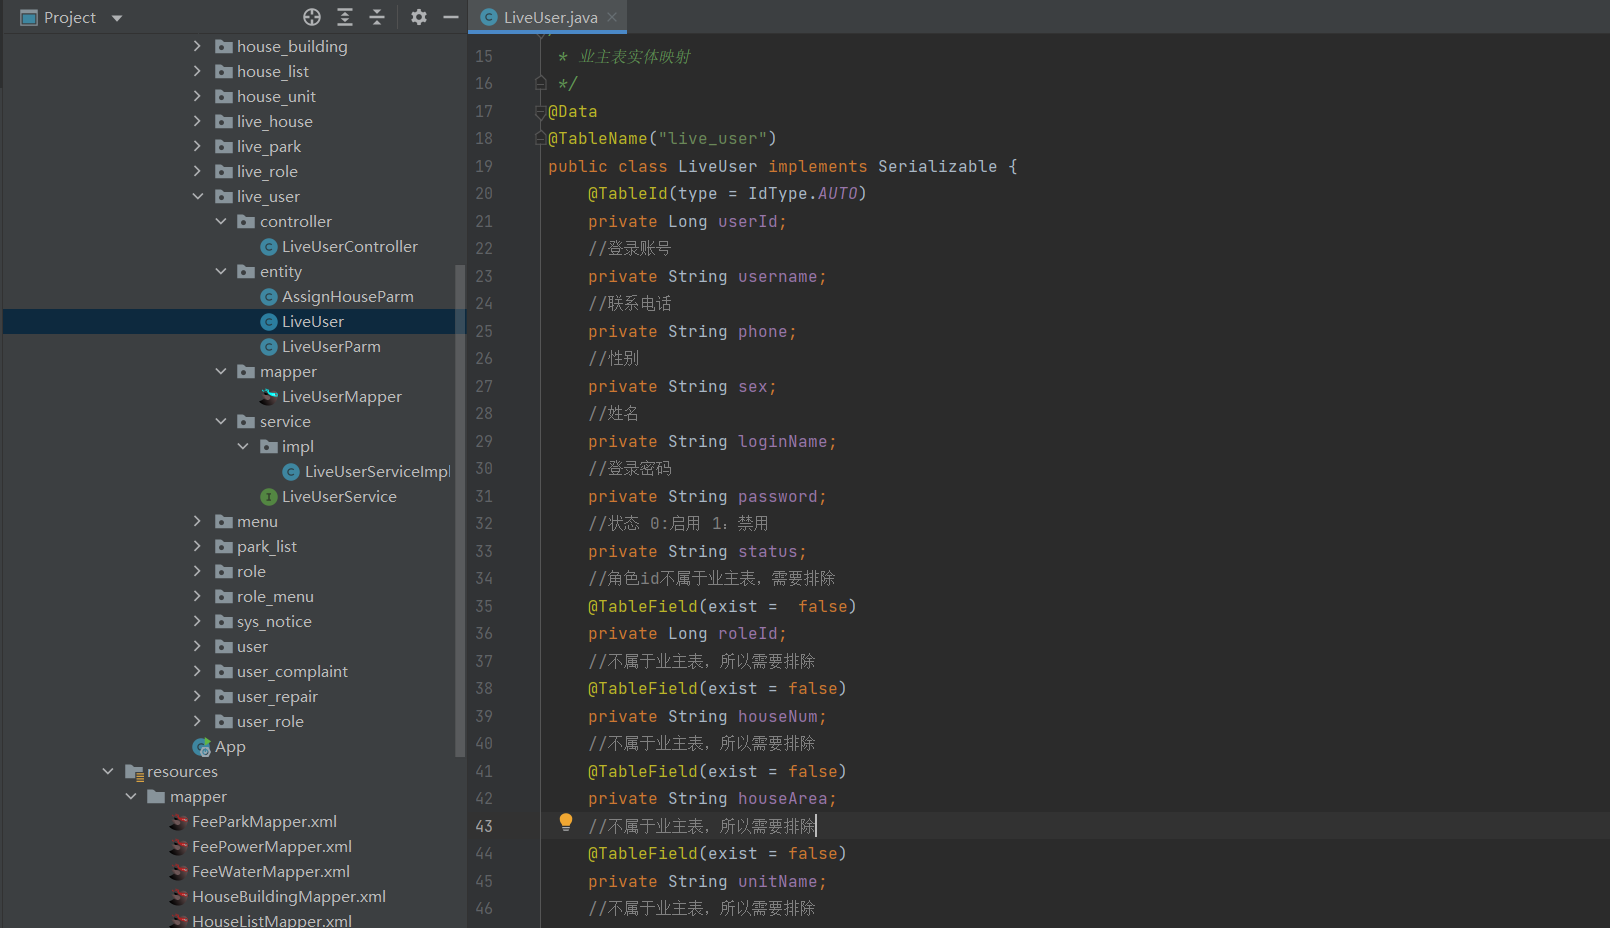 Project
house_building
house_list
house_unit
live_house
live_park
live_role
live_user
controller
LiveUserController
entity
AssignHouseParm
LiveUser
LiveUserParm
mapper
LiveUserMapper
service
impl
LiveUserServiceImpl
LiveUserService
menu
park_list
role
role_menu
sys_notice
user
user_complaint
user_repair
user_role
App
resources
mapper
FeeParkMapper.xml
FeePowerMapper.xml
FeeWaterMapper.xml
HouseBuildingMapper.xml
HouseListMapper.xml
LiveUser.java
15 * 业主表实体映射
16 */
17 @Data
18 @TableName("live_user")
19 public class LiveUser implements Serializable {
20 @TableId(type = IdType.AUTO)
21 private Long userId;
22 //登录账号
23 private String username;
24 //联系电话
25 private String phone;
26 //性别
27 private String sex;
28 //姓名
29 private String loginName;
30 //登录密码
31 private String password;
32 //状态 0:启用 1：禁用
33 private String status;
34 //角色id不属于业主表，需要排除
35 @TableField(exist =  false)
36 private Long roleId;
37 //不属于业主表，所以需要排除
38 @TableField(exist = false)
39 private String houseNum;
40 //不属于业主表，所以需要排除
41 @TableField(exist = false)
42 private String houseArea;
43 //不属于业主表，所以需要排除
44 @TableField(exist = false)
45 private String unitName;
46 //不属于业主表，所以需要排除